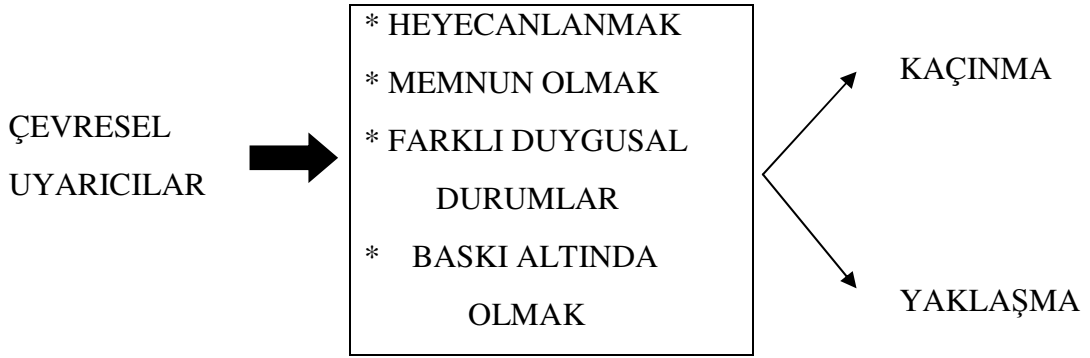 ÇEVRESEL
UYARICILAR
* HEYECANLANMAK
* MEMNUN OLMAK
* FARKLI DUYGUSAL
DURUMLAR
* BASKI ALTINDA
OLMAK
KAÇINMA
YAKLAŞMA